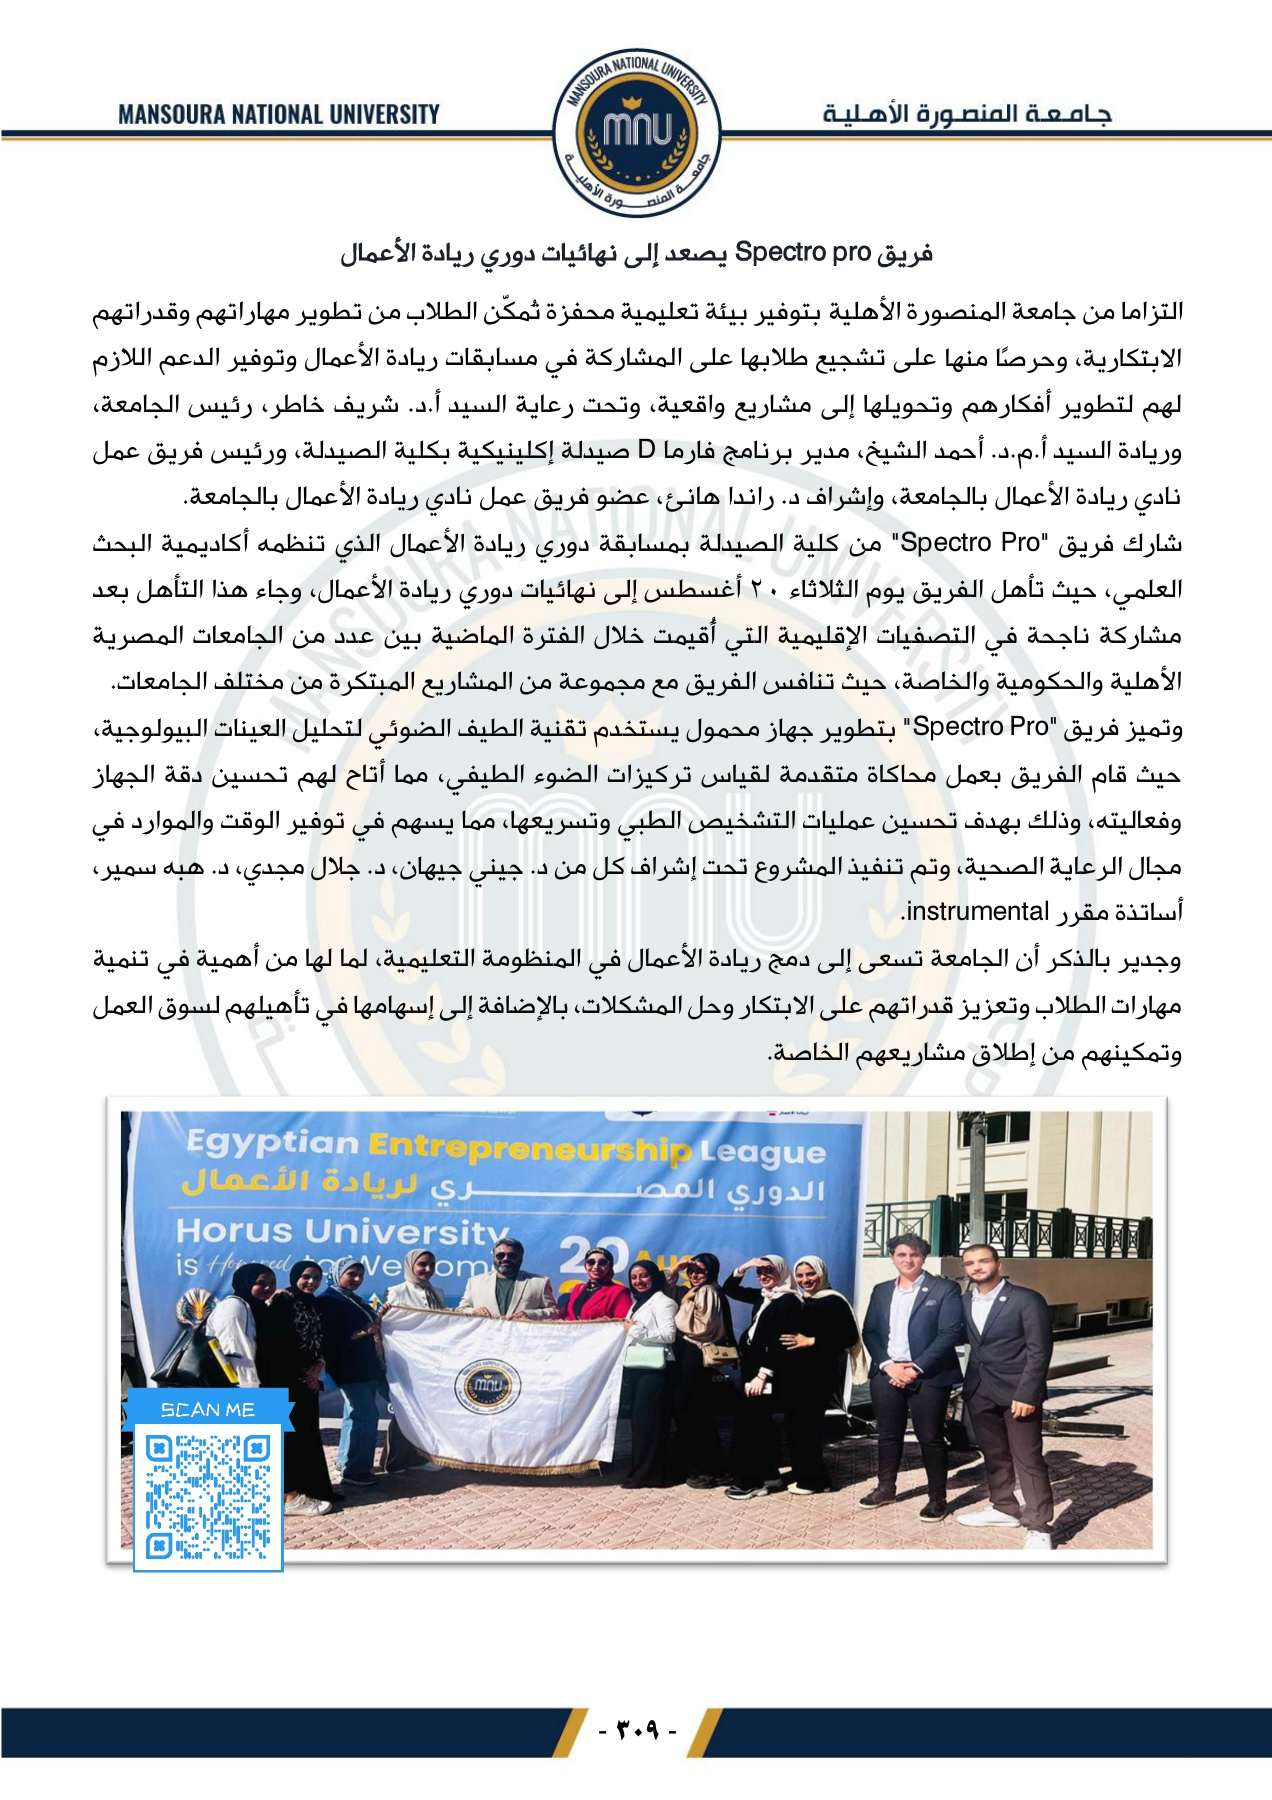 MANSOURA NATIONAL UNIVERSITY
جامعة المنصورة الأهلية
MANSOURA NATIONAL UNIVERSITY
mnu
جامعة المنصورة الأهلية
فريق Spectro pro يصعد إلى نهائيات دوري ريادة الأعمال
التزاما من جامعة المنصورة الأهلية بتوفير بيئة تعليمية محفزة تُمكّن الطلاب من تطوير مهاراتهم وقدراتهم
الابتكارية، وحرصًا منها على تشجيع طلابها على المشاركة في مسابقات ريادة الأعمال وتوفير الدعم اللازم
لهم لتطوير أفكارهم وتحويلها إلى مشاريع واقعية، وتحت رعاية السيد أ.د. شريف خاطر، رئيس الجامعة،
وريادة السيد أ.م.د. أحمد الشيخ، مدير برنامج فارما D صيدلة إكلينيكية بكلية الصيدلة، ورئيس فريق عمل
نادي ريادة الأعمال بالجامعة، وإشراف د. راندا هانئ، عضو فريق عمل نادي ريادة الأعمال بالجامعة.
شارك فريق "Spectro Pro" من كلية الصيدلة بمسابقة دوري ريادة الأعمال الذي تنظمه أكاديمية البحث
العلمي، حيث تأهل الفريق يوم الثلاثاء ٢٠ أغسطس إلى نهائيات دوري ريادة الأعمال، وجاء هذا التأهل بعد
مشاركة ناجحة في التصفيات الإقليمية التي أُقيمت خلال الفترة الماضية بين عدد من الجامعات المصرية
الأهلية والحكومية والخاصة، حيث تنافس الفريق مع مجموعة من المشاريع المبتكرة من مختلف الجامعات.
وتميز فريق "Spectro Pro" بتطوير جهاز محمول يستخدم تقنية الطيف الضوئي لتحليل العينات البيولوجية،
حيث قام الفريق بعمل محاكاة متقدمة لقياس تركيزات الضوء الطيفي، مما أتاح لهم تحسين دقة الجهاز
وفعاليته، وذلك بهدف تحسين عمليات التشخيص الطبي وتسريعها، مما يسهم في توفير الوقت والموارد في
مجال الرعاية الصحية، وتم تنفيذ المشروع تحت إشراف كل من د. جيني جيهان، د. جلال مجدي، د. هبه سمير،
أساتذة مقرر instrumental.
وجدير بالذكر أن الجامعة تسعى إلى دمج ريادة الأعمال في المنظومة التعليمية، لما لها من أهمية في تنمية
مهارات الطلاب وتعزيز قدراتهم على الابتكار وحل المشكلات، بالإضافة إلى إسهامها في تأهيلهم لسوق العمل
وتمكينهم من إطلاق مشاريعهم الخاصة.
Egyptian Entrepreneurship League
الدوري المصري لريادة الأعمال
Horus University
is Honored to Welcome
20 Aug
mnu
SCAN ME
- ٣٠٩ -